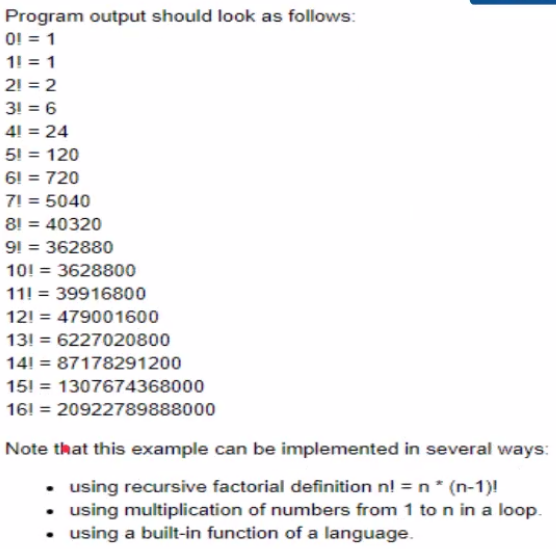 Program output should look as follows:
0! = 1
1! = 1
2! = 2
3! = 6
4! = 24
5! = 120
6! = 720
7! = 5040
8! = 40320
9! = 362880
10! = 3628800
11! = 39916800
12! = 479001600
13! = 6227020800
14! = 87178291200
15! = 1307674368000
16! = 20922789888000
Note that this example can be implemented in several ways:
• using recursive factorial definition n! = n * (n-1)!
• using multiplication of numbers from 1 to n in a loop.
• using a built-in function of a language.